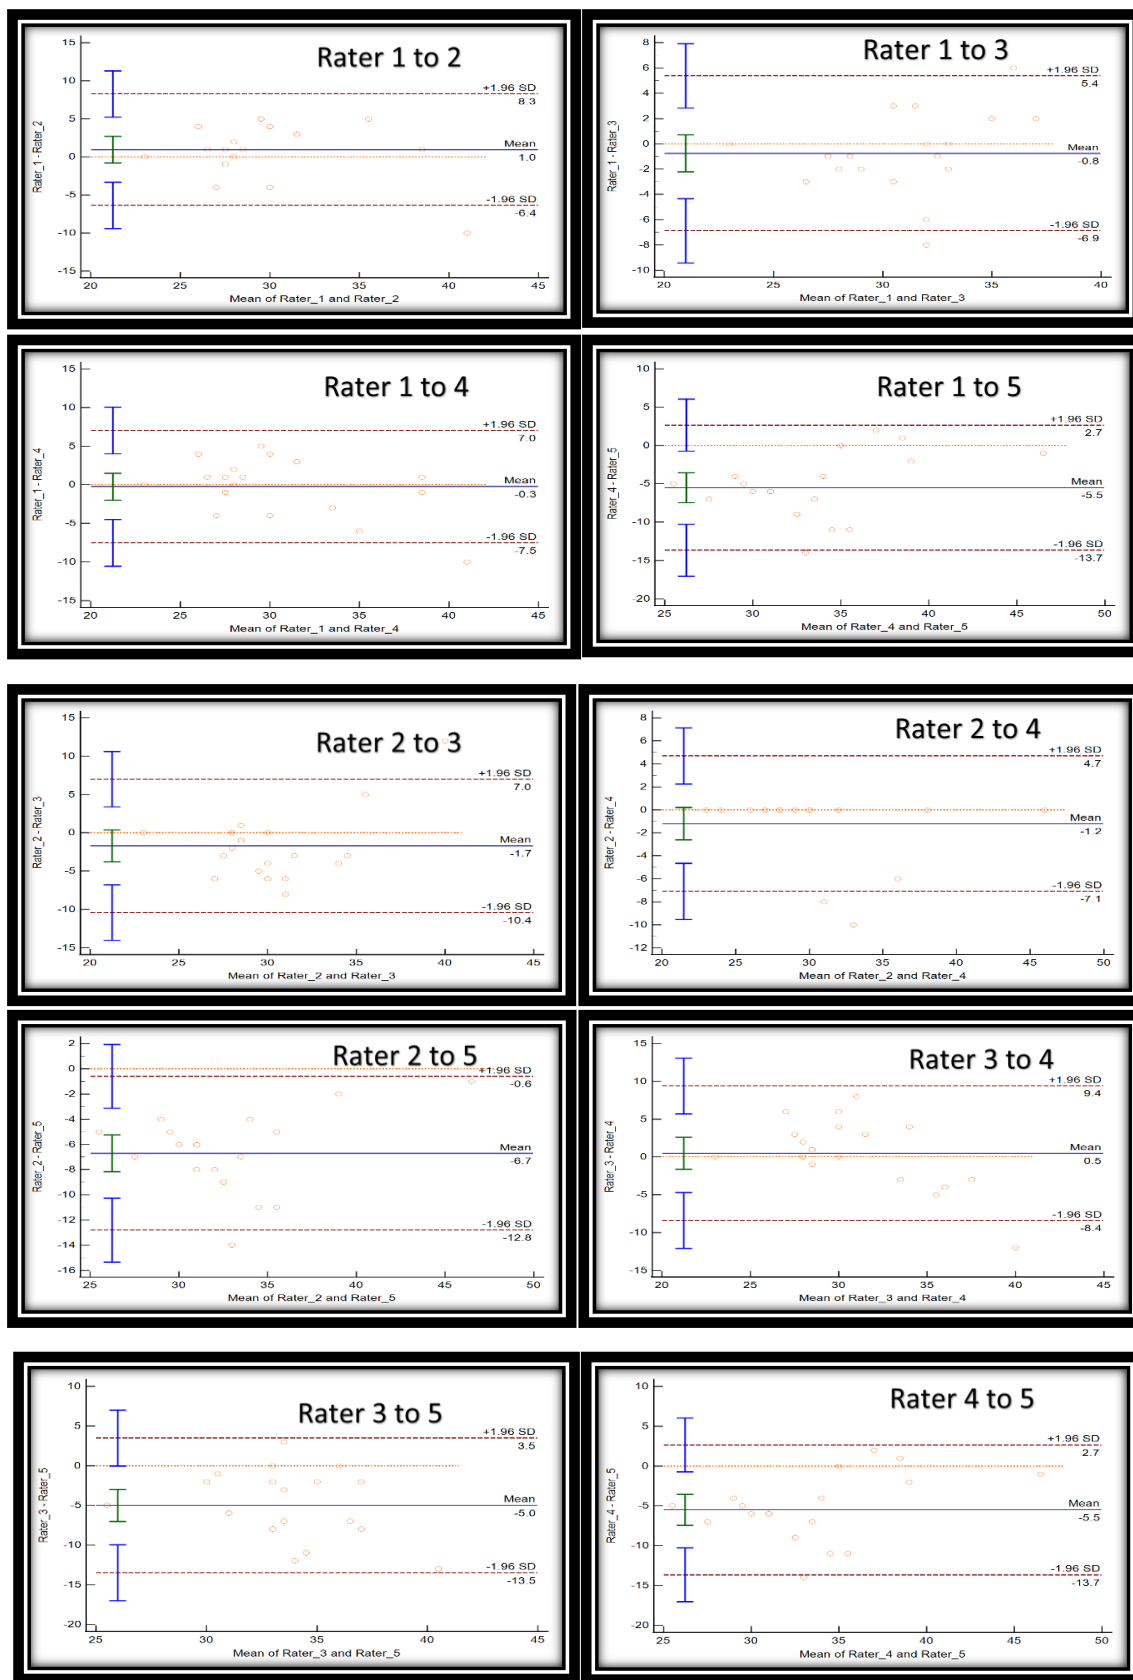 Rater 1 to 2
15
10
5
0
-5
-10
-15
Rater_1 - Rater_2
+1.96 SD
8.3
Mean
1.0
-1.96 SD
-6.4
20 25 30 35 40 45
Mean of Rater_1 and Rater_2
Rater 1 to 3
8
6
4
2
0
-2
-4
-6
-8
-10
Rater_1 - Rater_3
+1.96 SD
5.4
Mean
-0.8
-1.96 SD
-6.9
20 25 30 35 40
Mean of Rater_1 and Rater_3
Rater 1 to 4
15
10
5
0
-5
-10
-15
Rater_1 - Rater_4
+1.96 SD
7.0
Mean
-0.3
-1.96 SD
-7.5
20 25 30 35 40 45
Mean of Rater_1 and Rater_4
Rater 1 to 5
10
5
0
-5
-10
-15
-20
Rater_4 - Rater_5
+1.96 SD
2.7
Mean
-5.5
-1.96 SD
-13.7
25 30 35 40 45 50
Mean of Rater_4 and Rater_5
Rater 2 to 3
15
10
5
0
-5
-10
-15
Rater_2 - Rater_3
+1.96 SD
7.0
Mean
-1.7
-1.96 SD
-10.4
20 25 30 35 40 45
Mean of Rater_2 and Rater_3
Rater 2 to 4
8
6
4
2
0
-2
-4
-6
-8
-10
-12
Rater_2 - Rater_4
+1.96 SD
4.7
Mean
-1.2
-1.96 SD
-7.1
20 25 30 35 40 45 50
Mean of Rater_2 and Rater_4
Rater 2 to 5
2
0
-2
-4
-6
-8
-10
-12
-14
-16
Rater_2 - Rater_5
+1.96 SD
-0.6
Mean
-6.7
-1.96 SD
-12.8
25 30 35 40 45 50
Mean of Rater_2 and Rater_5
Rater 3 to 4
15
10
5
0
-5
-10
-15
Rater_3 - Rater_4
+1.96 SD
9.4
Mean
0.5
-1.96 SD
-8.4
20 25 30 35 40 45
Mean of Rater_3 and Rater_4
Rater 3 to 5
10
5
0
-5
-10
-15
-20
Rater_3 - Rater_5
+1.96 SD
3.5
Mean
-5.0
-1.96 SD
-13.5
25 30 35 40 45
Mean of Rater_3 and Rater_5
Rater 4 to 5
10
5
0
-5
-10
-15
-20
Rater_4 - Rater_5
+1.96 SD
2.7
Mean
-5.5
-1.96 SD
-13.7
25 30 35 40 45 50
Mean of Rater_4 and Rater_5